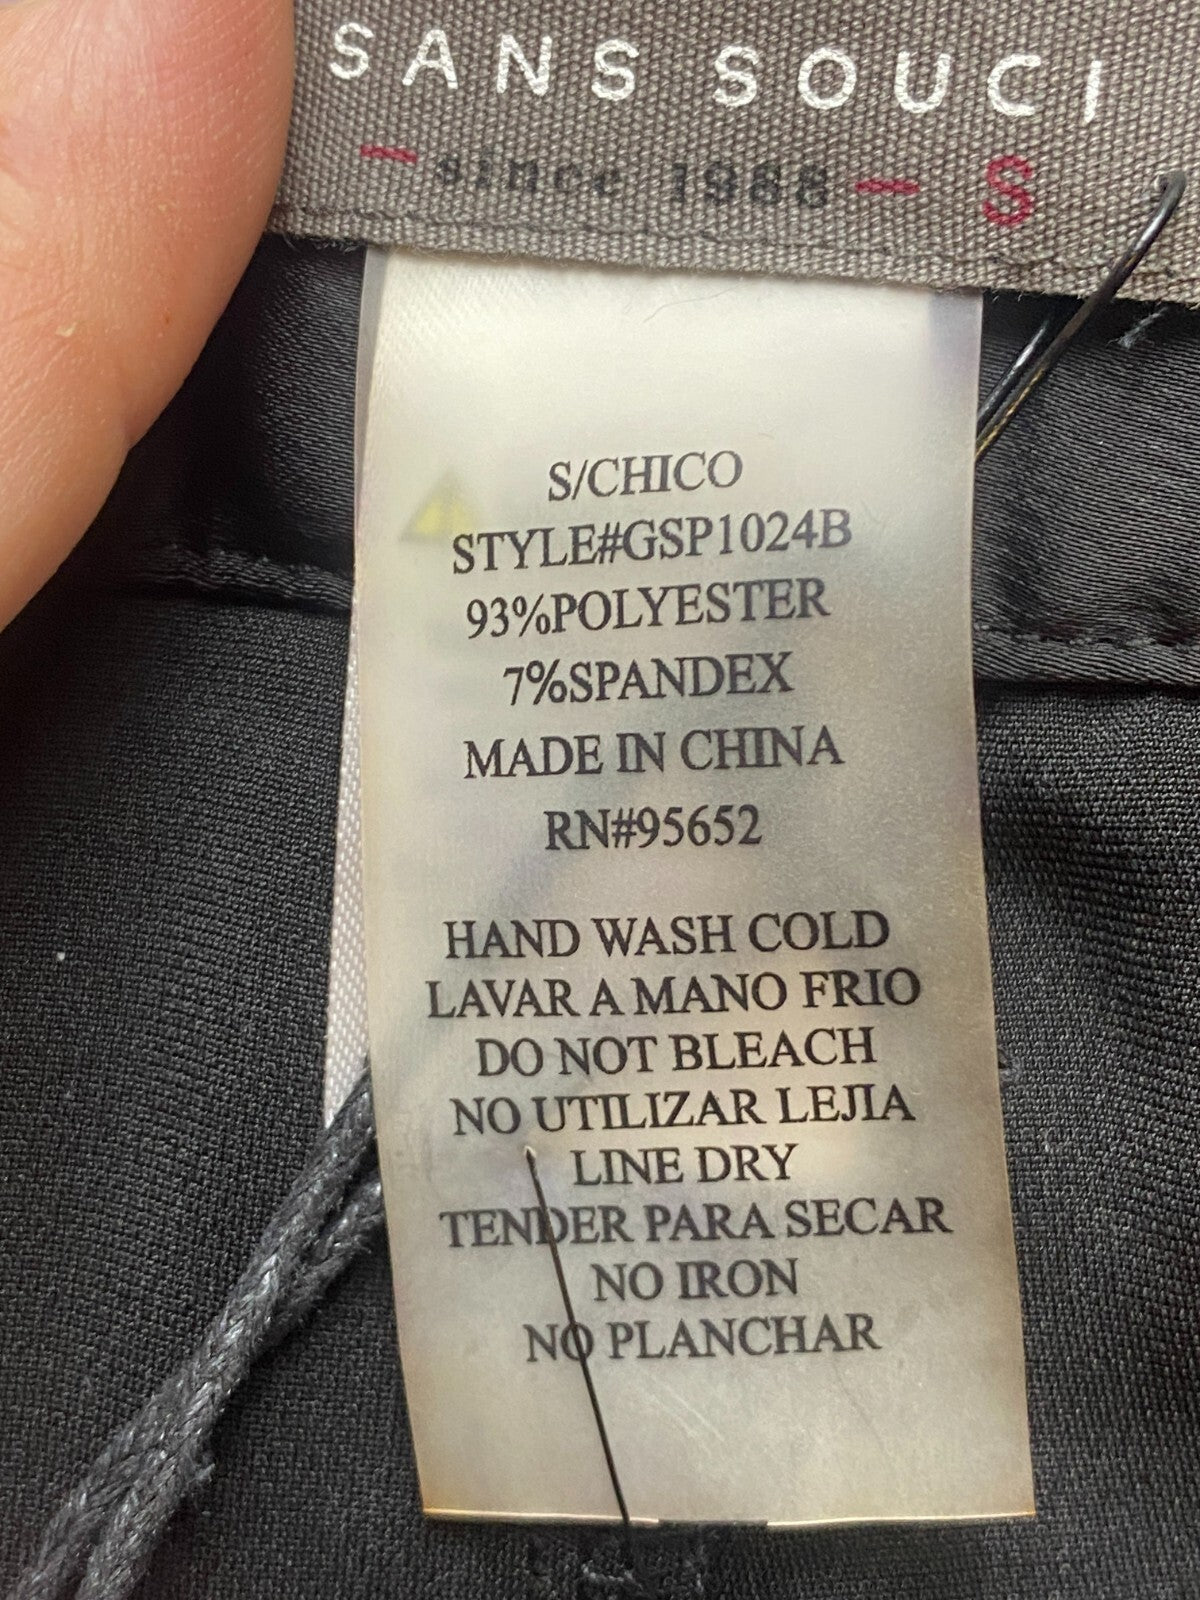 SANS SOUCI
— since 1988 — S
S/CHICO
STYLE#GSP1024B
93%POLYESTER
7%SPANDEX
MADE IN CHINA
RN#95652
HAND WASH COLD
LAVAR A MANO FRIO
DO NOT BLEACH
NO UTILIZAR LEJIA
LINE DRY
TENDER PARA SECAR
NO IRON
NO PLANCHAR